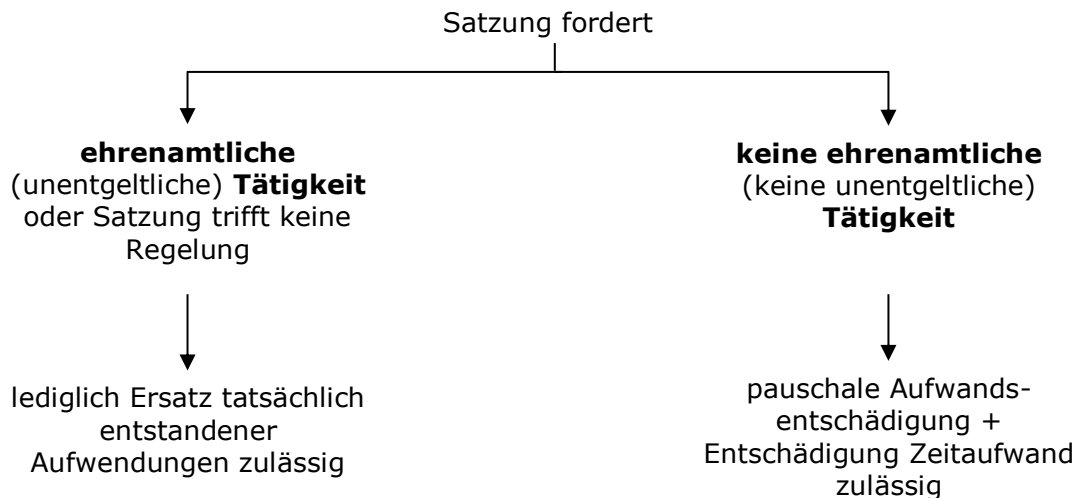 Satzung fordert
ehrenamtliche
(unentgeltliche) Tätigkeit
oder Satzung trifft keine
Regelung
lediglich Ersatz tatsächlich
entstandener
Aufwendungen zulässig
keine ehrenamtliche
(keine unentgeltliche)
Tätigkeit
pauschale Aufwands-
entschädigung +
Entschädigung Zeitaufwand
zulässig